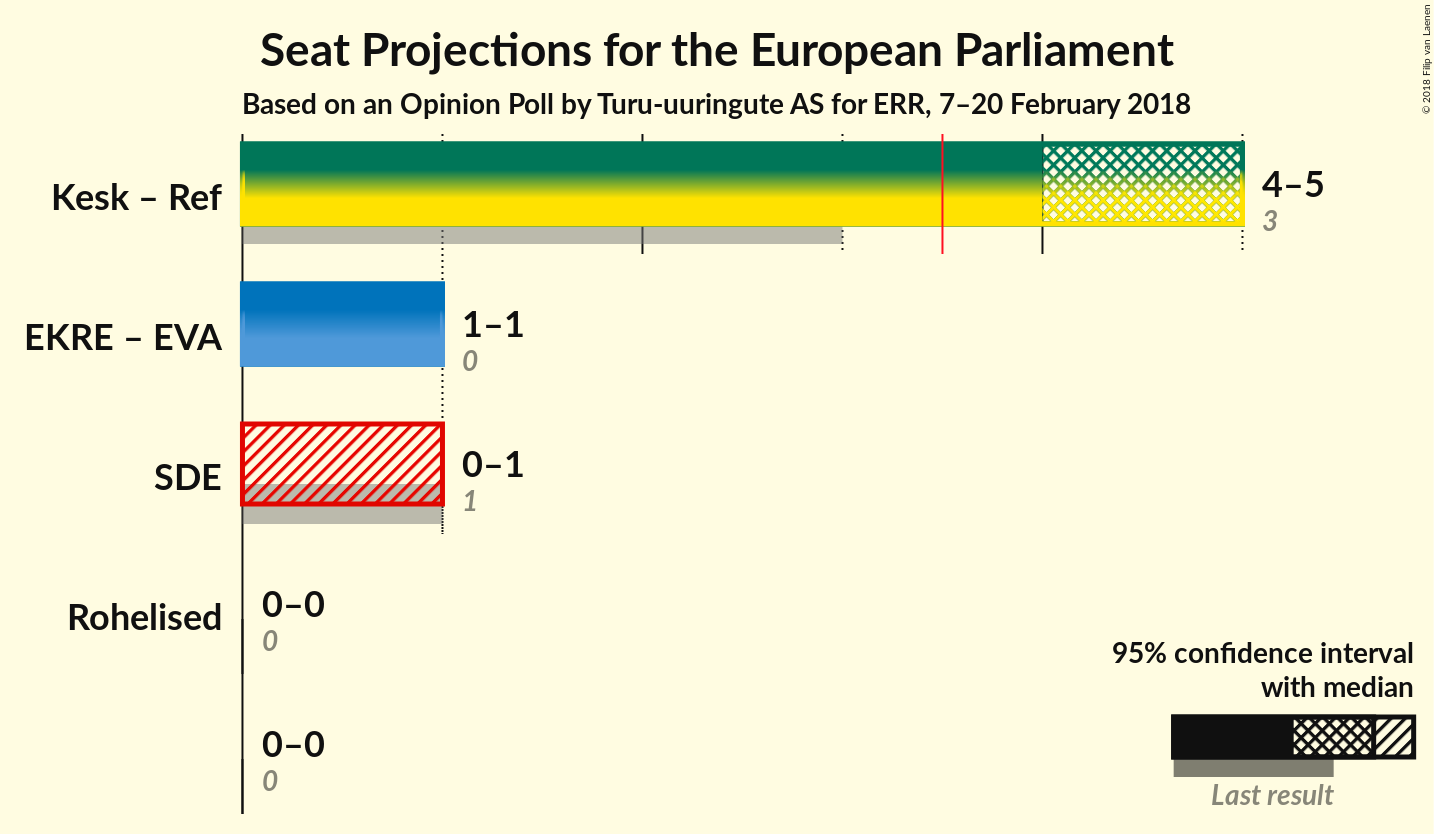 Seat Projections for the European Parliament
Based on an Opinion Poll by Turu-uuringute AS for ERR, 7–20 February 2018
© 2018 Filip van Laenen
Kesk – Ref
4–5
3
EKRE – EVA
1–1
0
SDE
0–1
1
Rohelised
0–0
0
0–0
0
95% confidence interval
with median
Last result